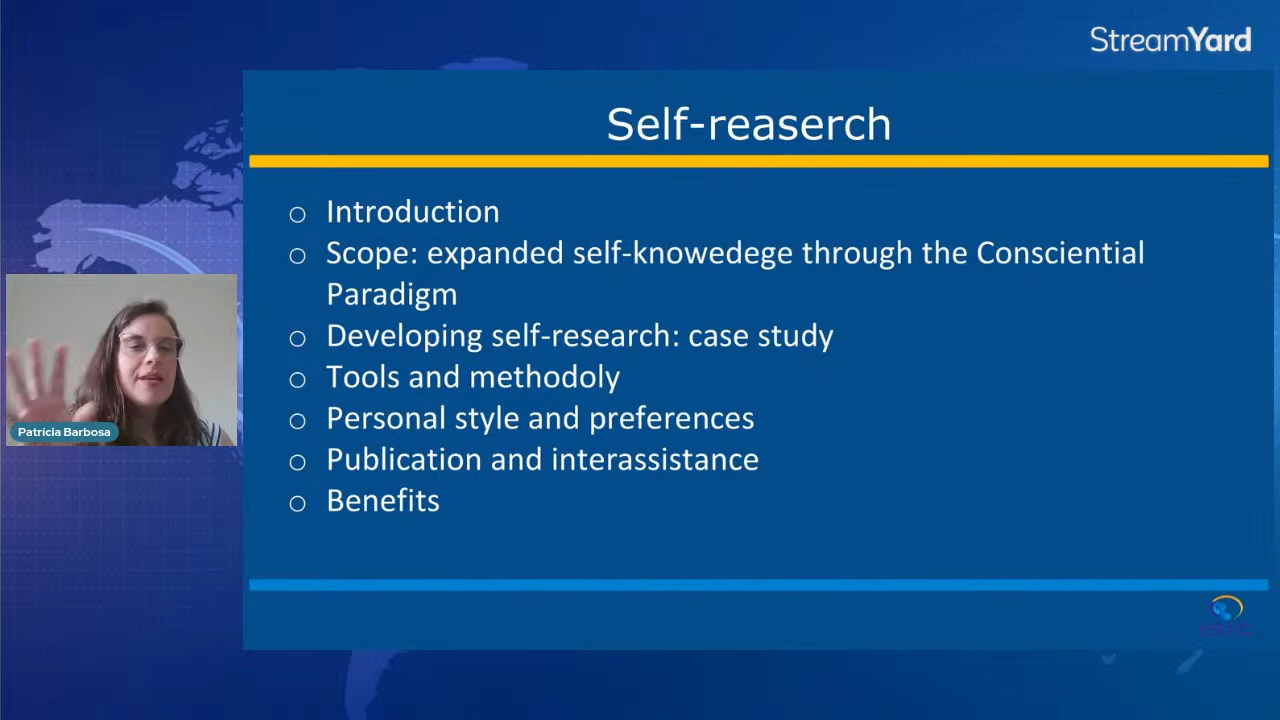 StreamYard
Self-reaserch
Introduction
Scope: expanded self-knowedege through the Consciential
Paradigm
Developing self-research: case study
Tools and methodoly
Personal style and preferences
Publication and interassistance
Benefits
Patrícia Barbosa